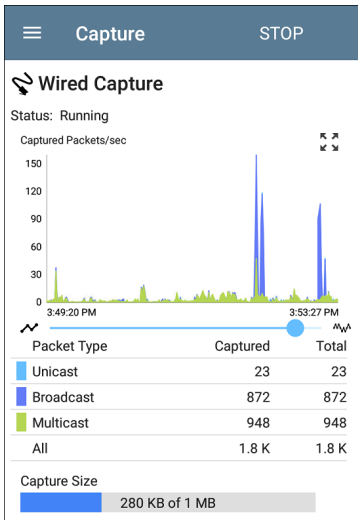 Capture STOP
Wired Capture
Status: Running
Captured Packets/sec
150
120
90
60
30
0
3:49:20 PM 3:53:27 PM
Packet Type Captured Total
Unicast 23 23
Broadcast 872 872
Multicast 948 948
All 1.8 K 1.8 K
Capture Size
280 KB of 1 MB